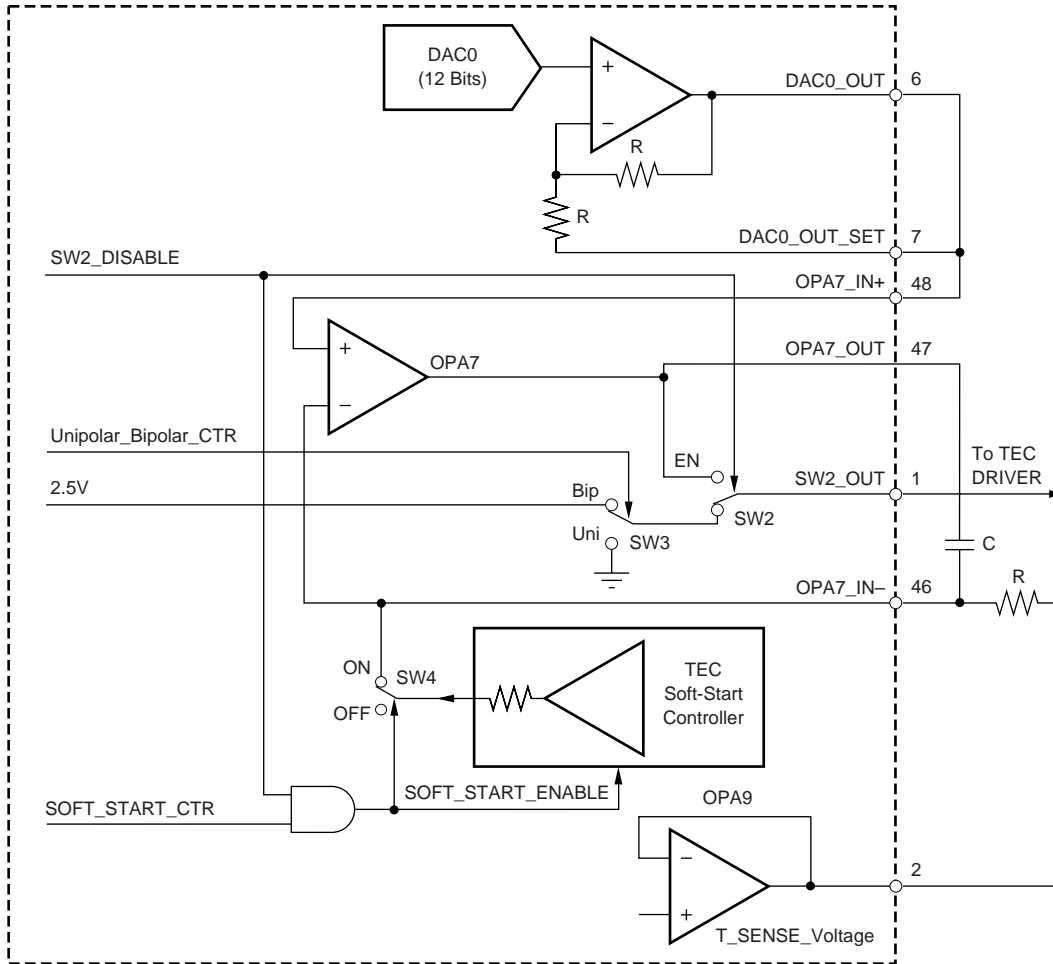 DAC0
(12 Bits)
+
−
R
R
DAC0_OUT
6
DAC0_OUT_SET
7
SW2_DISABLE
OPA7_IN+
48
+
−
OPA7
OPA7_OUT
47
Unipolar_Bipolar_CTR
EN
To TEC
DRIVER
2.5V
Bip
SW2_OUT
1
SW2
Uni
SW3
C
OPA7_IN−
46
R
ON
SW4
OFF
TEC
Soft-Start
Controller
SOFT_START_ENABLE
SOFT_START_CTR
OPA9
−
+
2
T_SENSE_Voltage